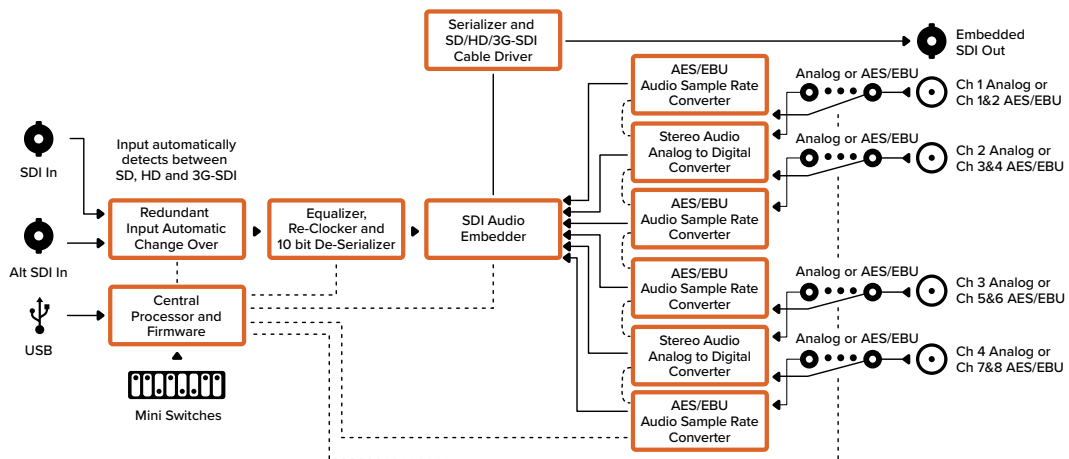 Serializer and
SD/HD/3G-SDI
Cable Driver
Embedded
SDI Out
AES/EBU
Audio Sample Rate
Converter
Analog or AES/EBU
Ch 1 Analog or
Ch 1&2 AES/EBU
SDI In
Input automatically
detects between
SD, HD and 3G-SDI
Stereo Audio
Analog to Digital
Converter
Analog or AES/EBU
Ch 2 Analog or
Ch 3&4 AES/EBU
Redundant
Input Automatic
Change Over
Equalizer,
Re-Clocker and
10 bit De-Serializer
SDI Audio
Embedder
AES/EBU
Audio Sample Rate
Converter
Alt SDI In
AES/EBU
Audio Sample Rate
Converter
Analog or AES/EBU
Ch 3 Analog or
Ch 5&6 AES/EBU
USB
Central
Processor and
Firmware
Stereo Audio
Analog to Digital
Converter
Analog or AES/EBU
Ch 4 Analog or
Ch 7&8 AES/EBU
Mini Switches
AES/EBU
Audio Sample Rate
Converter